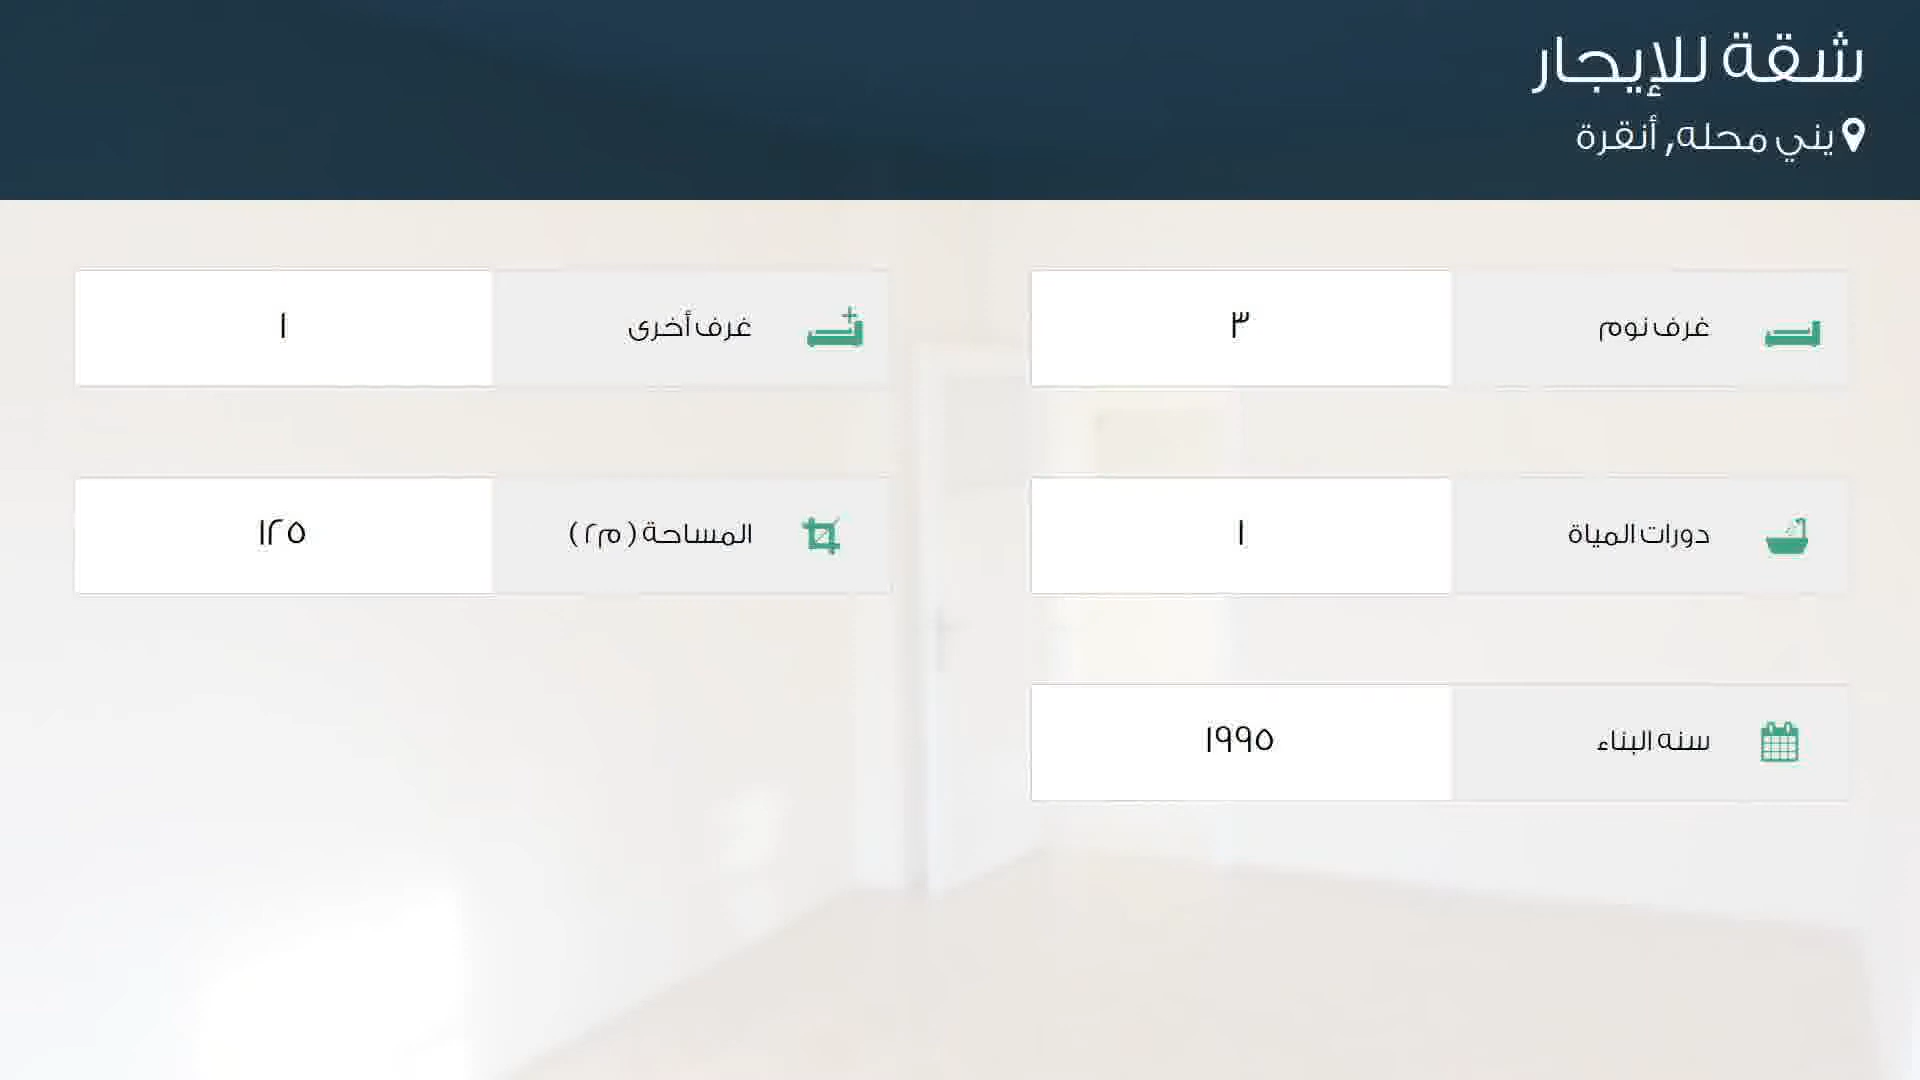 شقة للإيجار
يني محله, أنقرة
غرف نوم
٣
غرف أخرى
١
دورات المياة
١
المساحة (م٢)
١٢٥
سنه البناء
١٩٩٥